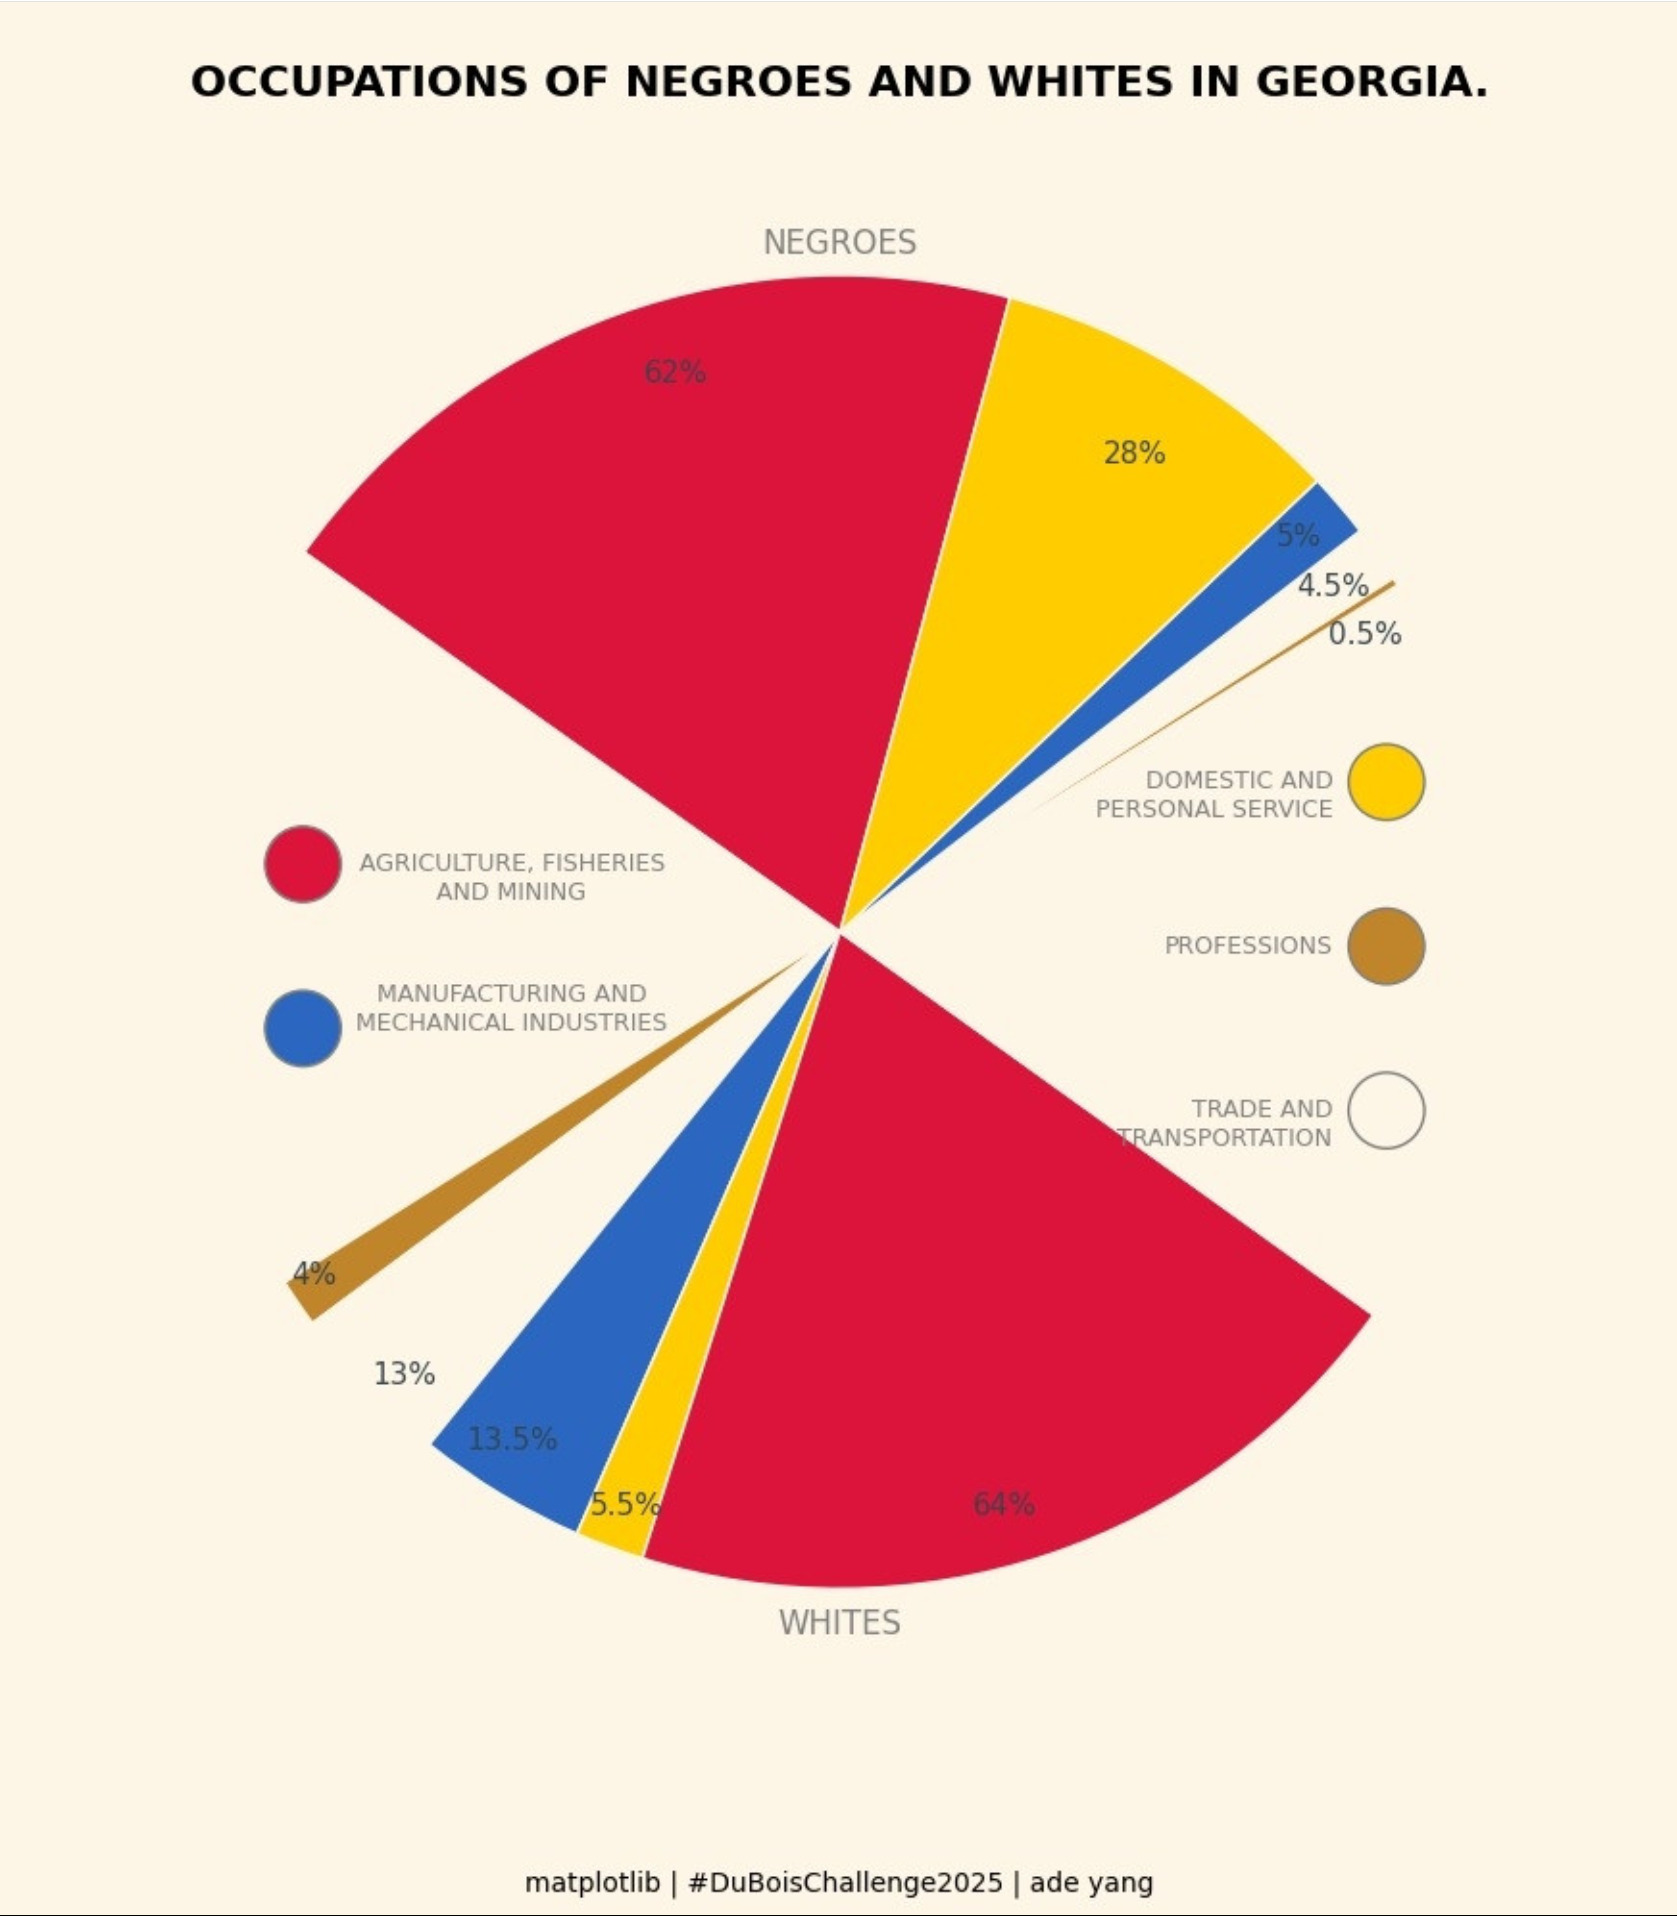 OCCUPATIONS OF NEGROES AND WHITES IN GEORGIA.
NEGROES
62%
28%
5%
4.5%
0.5%
DOMESTIC AND
PERSONAL SERVICE
AGRICULTURE, FISHERIES
AND MINING
PROFESSIONS
MANUFACTURING AND
MECHANICAL INDUSTRIES
TRADE AND
TRANSPORTATION
4%
13%
13.5%
5.5%
64%
WHITES
matplotlib | #DuBoisChallenge2025 | ade yang